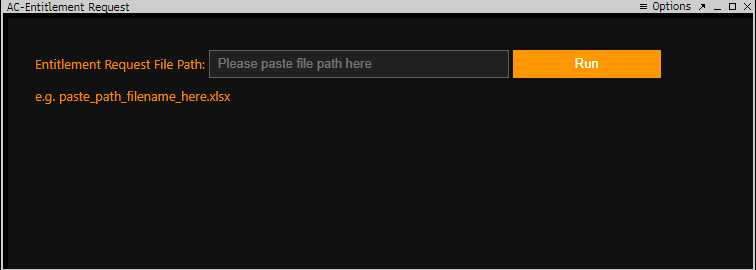 AC-Entitlement Request
Options
Entitlement Request File Path: Please paste file path here Run
e.g. paste_path_filename_here.xlsx